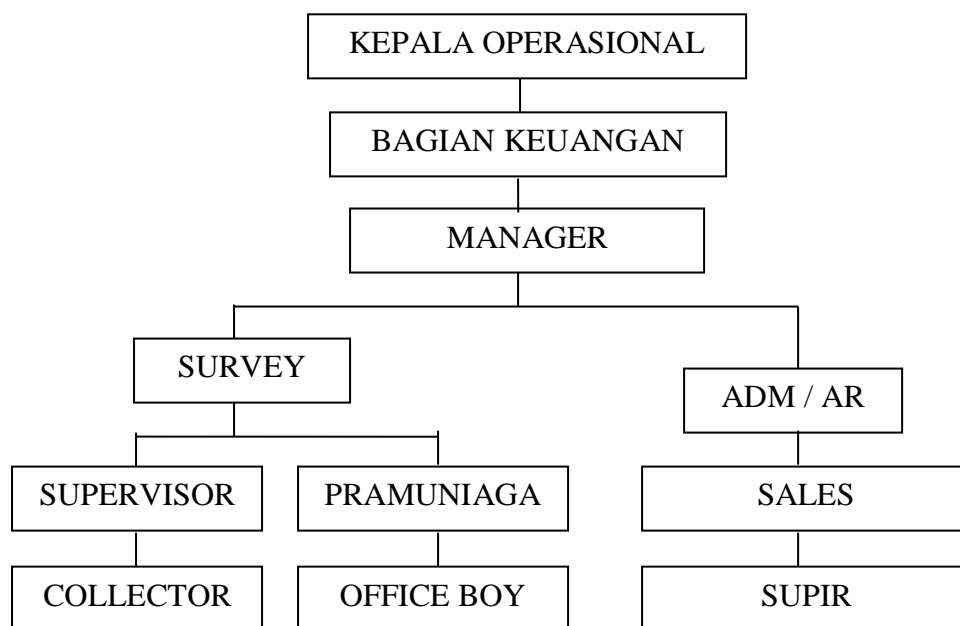 KEPALA OPERASIONAL
BAGIAN KEUANGAN
MANAGER
SURVEY
ADM / AR
SUPERVISOR
PRAMUNIAGA
SALES
COLLECTOR
OFFICE BOY
SUPIR